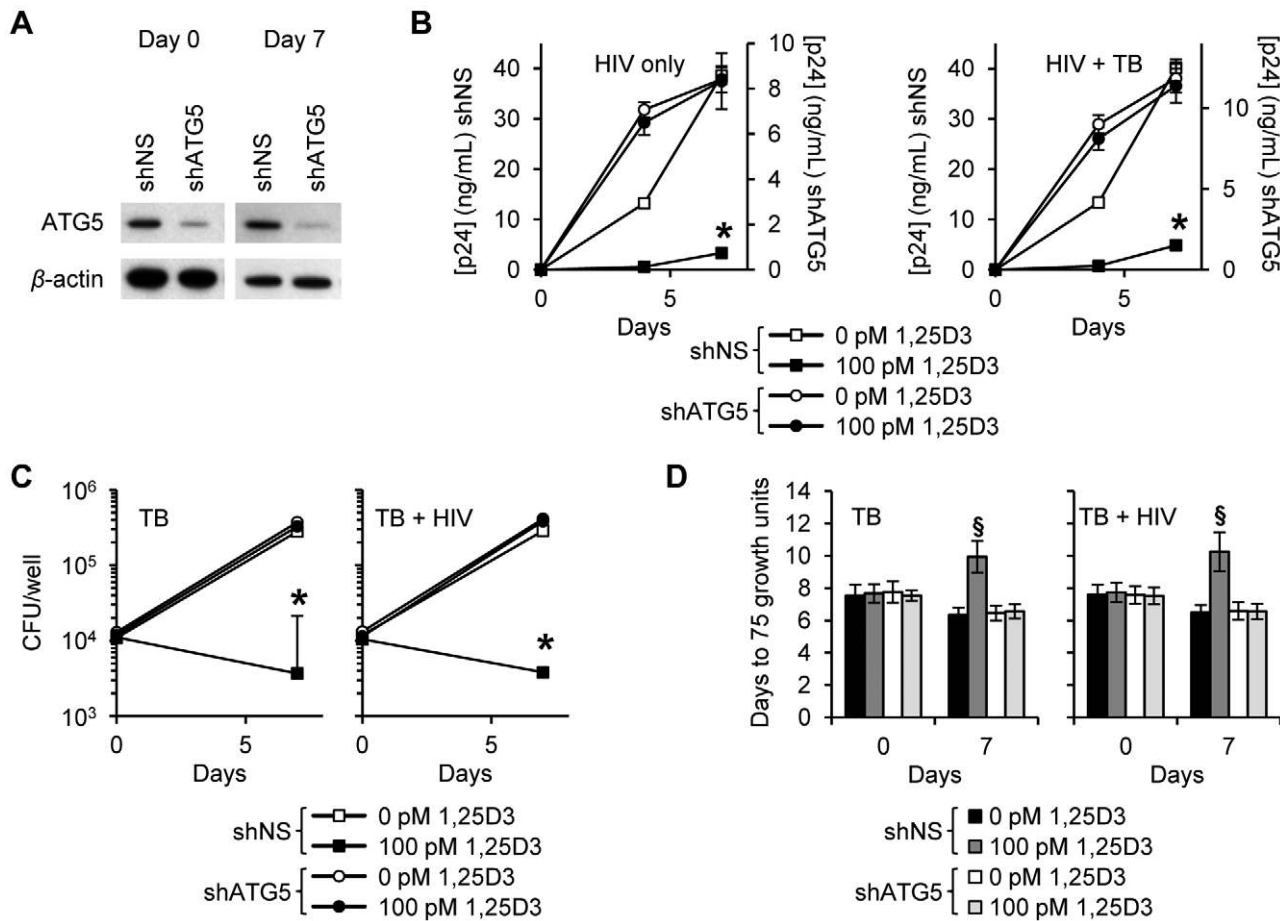 A
Day 0
Day 7
shNS
shATG5
shNS
shATG5
ATG5
β-actin
B
[p24] (ng/mL) shNS
40
30
20
10
0
HIV only
*
10
8
6
4
2
0
[p24] (ng/mL) shATG5
0
5
Days
[p24] (ng/mL) shNS
40
30
20
10
0
HIV + TB
*
10
5
0
[p24] (ng/mL) shATG5
0
5
Days
shNS
0 pM 1,25D3
100 pM 1,25D3
shATG5
0 pM 1,25D3
100 pM 1,25D3
C
CFU/well
10⁶
10⁵
10⁴
10³
TB
*
0
5
Days
TB + HIV
*
0
5
Days
shNS
0 pM 1,25D3
100 pM 1,25D3
shATG5
0 pM 1,25D3
100 pM 1,25D3
D
Days to 75 growth units
14
12
10
8
6
4
2
0
TB
§
0
7
Days
TB + HIV
§
0
7
Days
shNS
0 pM 1,25D3
100 pM 1,25D3
shATG5
0 pM 1,25D3
100 pM 1,25D3